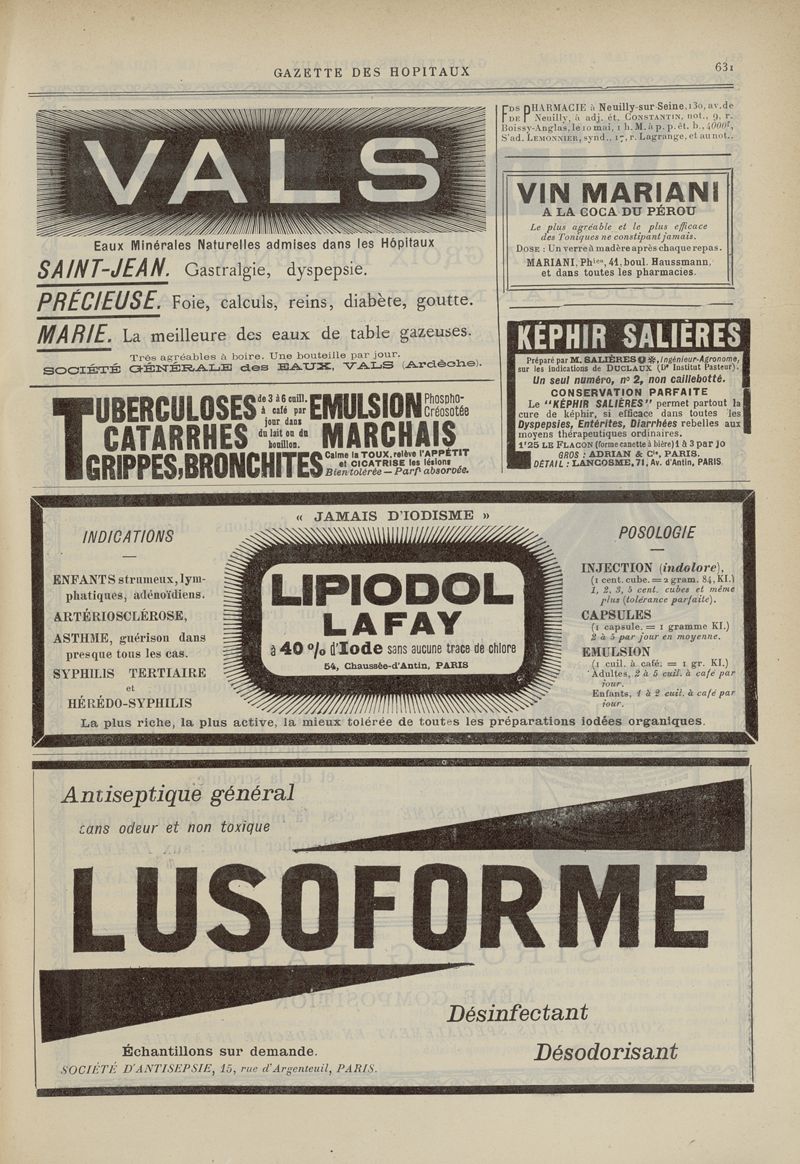 GAZETTE DES HOPITAUX
631
VALS
Eaux Minérales Naturelles admises dans les Hôpitaux
SAINT-JEAN. Gastralgie, dyspepsie.
PRÉCIEUSE. Foie, calculs, reins, diabète, goutte.
MARIE. La meilleure des eaux de table gazeuses.
Très agréables à boire. Une bouteille par jour.
SOCIÉTÉ GÉNÉRALE des EAUX, VALS (Ardèche).
TUBERCULOSES
CATARRHES
GRIPPES, BRONCHITES
de 3 à 6 cuill.
à café par
jour dans
du lait ou du
bouillon.
EMULSION Phospho-
Créosotée
MARCHAIS
Calme la TOUX, relève l'APPÉTIT
et CICATRISE les lésions
Bien tolérée — Parft absorvée.
FDS PHARMACIE à Neuilly-sur-Seine, 130, av. de
DE P Neuilly, à adj. ét. CONSTANTIN, not., 9, r.
Boissy-Anglas, le 10 mai, 1 h. M. à p. p. ét. b., 4000f,
S'ad. LEMONNIER, synd., 17, r. Lagrange, et au not..
VIN MARIANI
A LA COCA DU PÉROU
Le plus agréable et le plus efficace
des Toniques ne constipant jamais.
DOSE : Un verre à madère après chaque repas.
MARIANI, Phien, 41, boul. Haussmann,
et dans toutes les pharmacies.
KÉPHIR SALIÈRES
Préparé par M. SALIÈRES, Ingénieur-Agronome,
sur les indications de DUCLAUX (Dr Institut Pasteur).
Un seul numéro, no 2, non caillebotté.
CONSERVATION PARFAITE
Le "KÉPHIR SALIÈRES" permet partout la
cure de képhir, si efficace dans toutes les
Dyspepsies, Entérites, Diarrhées rebelles aux
moyens thérapeutiques ordinaires.
1'25 LE FLACON (forme canette à bière) 1 à 3 par jo
GROS : ADRIAN & Cie, PARIS.
DÉTAIL : LANCOSME, 71, Av. d'Antin, PARIS
« JAMAIS D'IODISME »
INDICATIONS
ENFANTS strumeux, lym-
phatiques, adénoïdiens.
ARTÉRIOSCLÉROSE,
ASTHME, guérison dans
presque tous les cas.
SYPHILIS TERTIAIRE
et
HÉRÉDO-SYPHILIS
LIPIODOL
LAFAY
à 40 % d'Iode sans aucune trace de chlore
54, Chaussée-d'Antin, PARIS
POSOLOGIE
INJECTION (indolore),
(1 cent. cube. = 2 gram. 84, KI.)
1, 2, 3, 5 cent. cubes et même
plus (tolérance parfaite).
CAPSULES
(1 capsule. = 1 gramme KI.)
2 à 5 par jour en moyenne.
EMULSION
(1 cuil. à café; = 1 gr. KI.)
Adultes, 2 à 5 cuil. à café par
jour.
Enfants, 1 à 2 cuil. à café par
jour.
La plus riche, la plus active, la mieux tolérée de toutes les préparations iodées organiques.
Antiseptique général
sans odeur et non toxique
LUSOFORME
Désinfectant
Échantillons sur demande.
Désodorisant
SOCIÉTÉ D'ANTISEPSIE, 15, rue d'Argenteuil, PARIS.